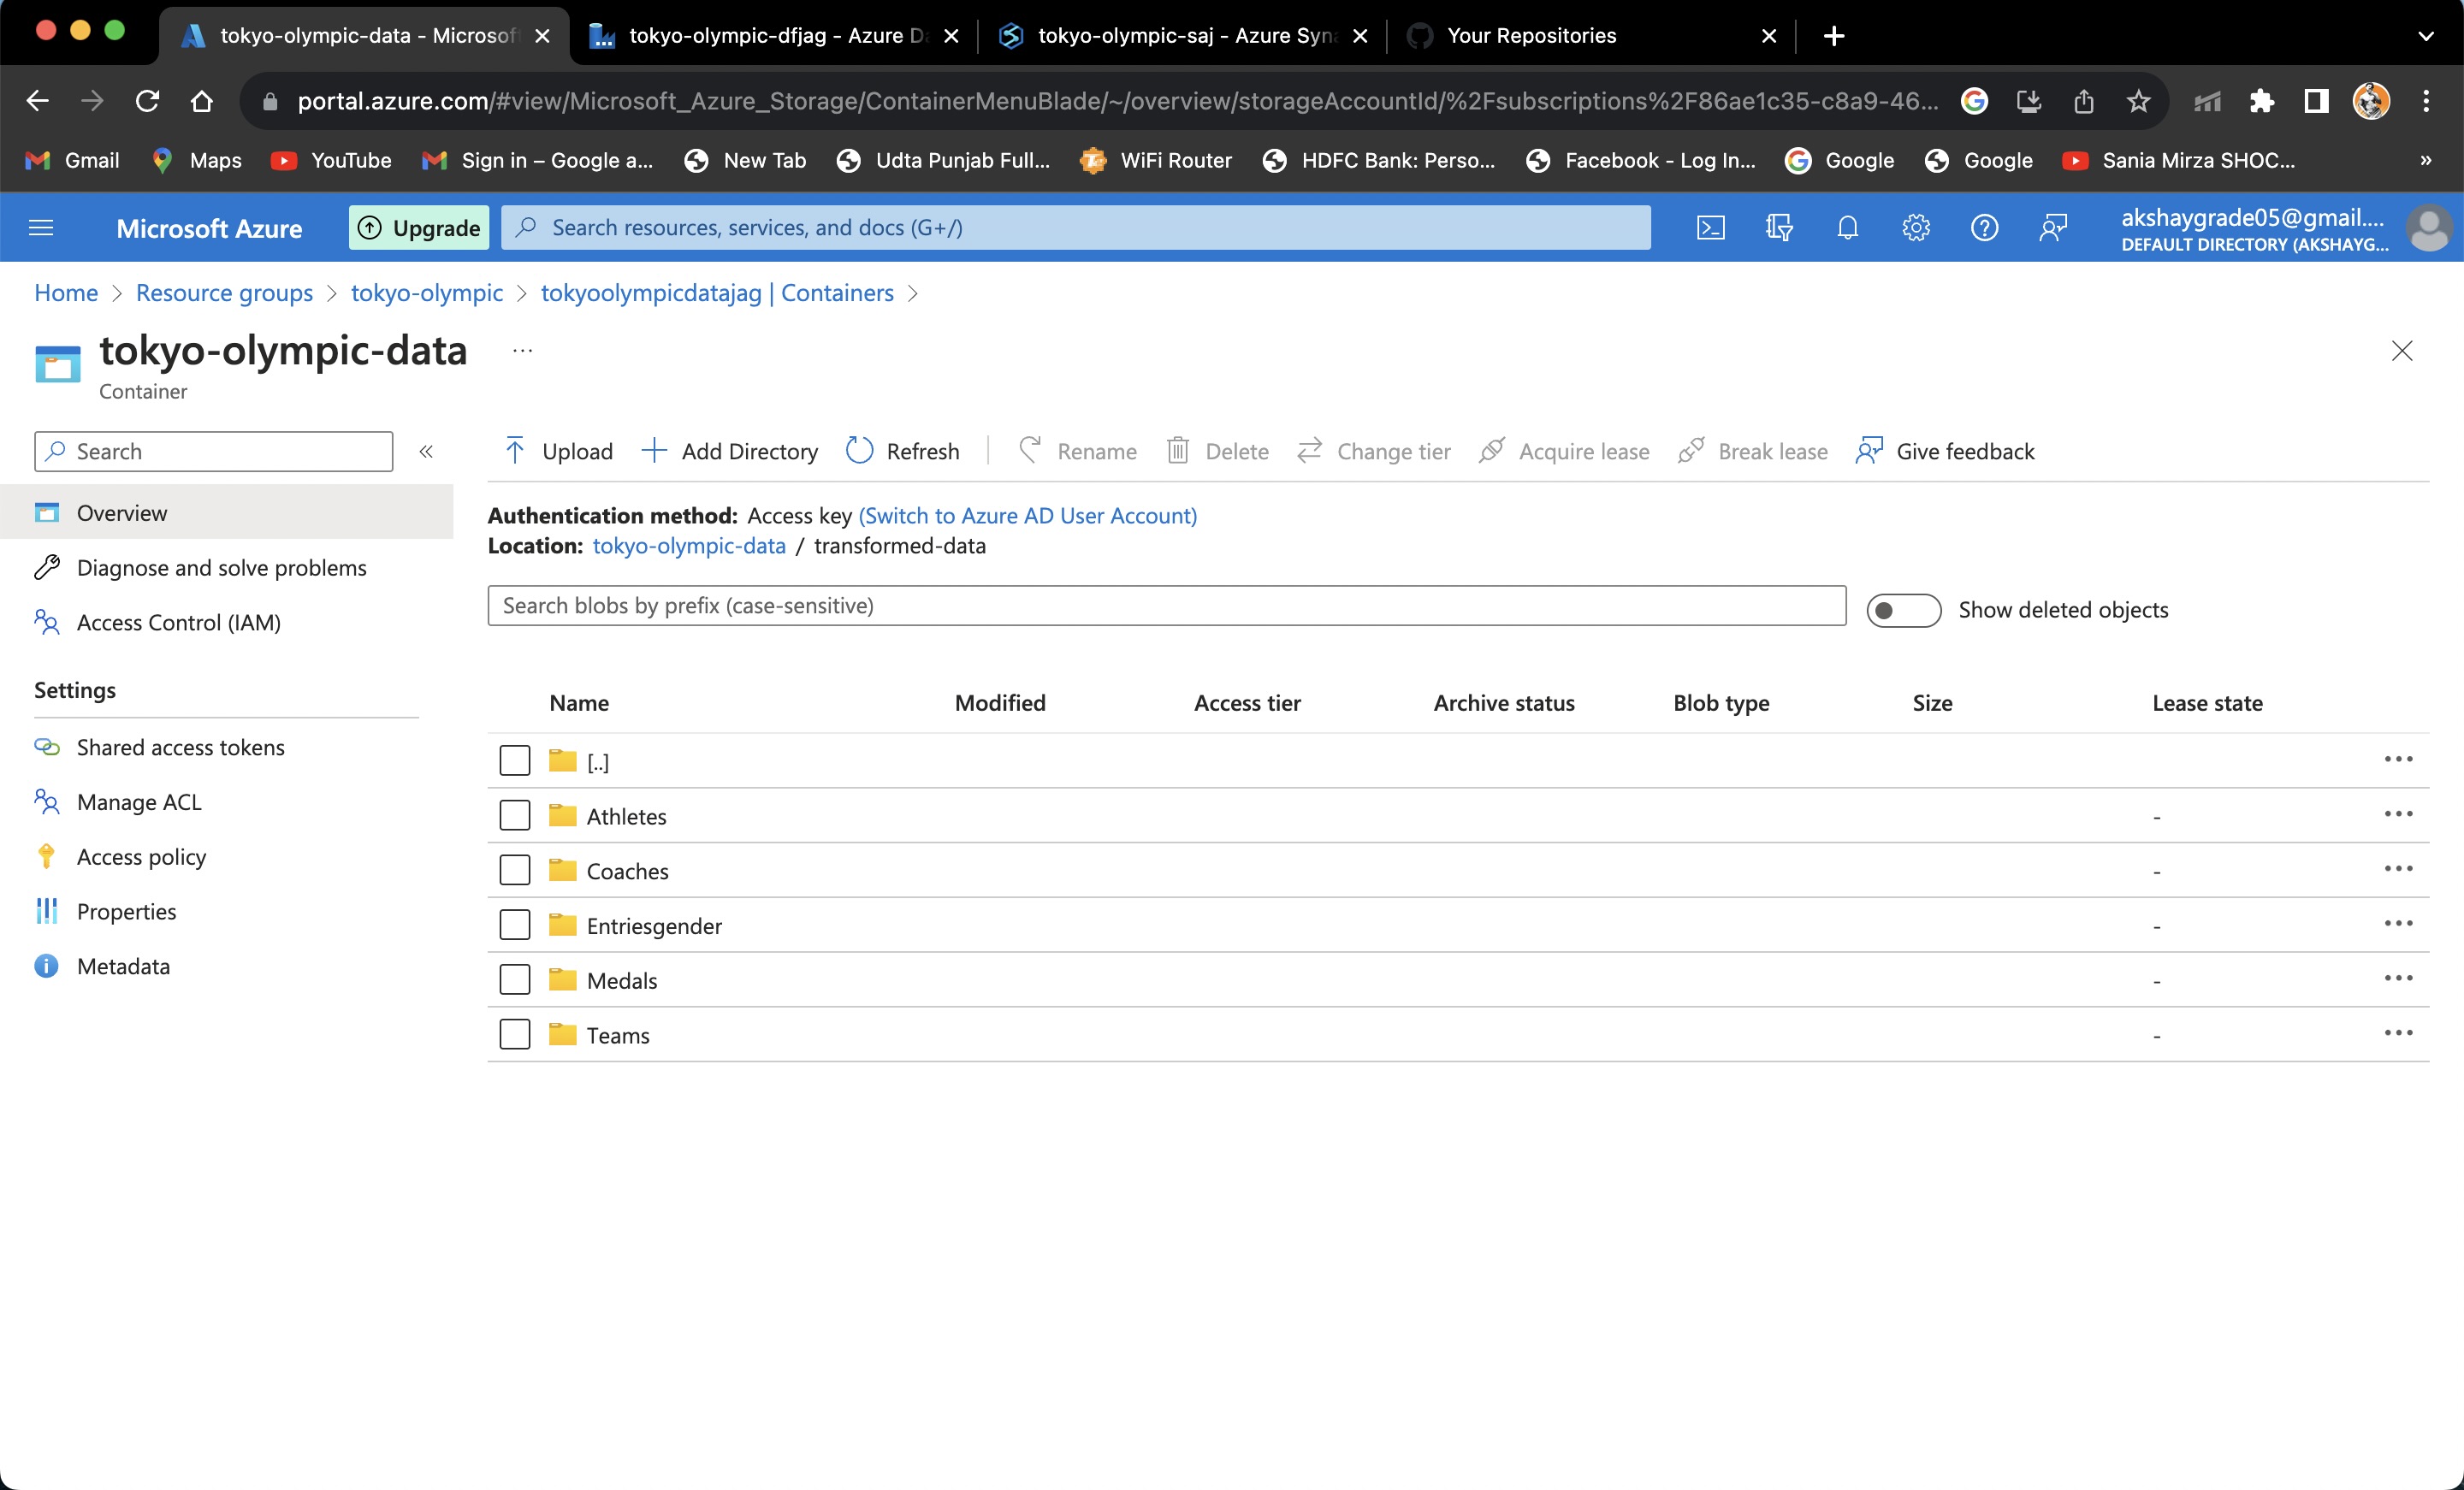 tokyo-olympic-data - Microsof
tokyo-olympic-dfjag - Azure Da
tokyo-olympic-saj - Azure Syn
Your Repositories
portal.azure.com/#view/Microsoft_Azure_Storage/ContainerMenuBlade/~/overview/storageAccountId/%2Fsubscriptions%2F86ae1c35-c8a9-46...
Gmail
Maps
YouTube
Sign in – Google a...
New Tab
Udta Punjab Full...
WiFi Router
HDFC Bank: Perso...
Facebook - Log In...
Google
Google
Sania Mirza SHOC...
»
Microsoft Azure
Upgrade
Search resources, services, and docs (G+/)
akshaygrade05@gmail....
DEFAULT DIRECTORY (AKSHAYG...
Home > Resource groups > tokyo-olympic > tokyoolympicdatajag | Containers >
tokyo-olympic-data ...
Container
Search
«
Upload
Add Directory
Refresh
Rename
Delete
Change tier
Acquire lease
Break lease
Give feedback
Overview
Diagnose and solve problems
Access Control (IAM)
Settings
Shared access tokens
Manage ACL
Access policy
Properties
Metadata
Authentication method: Access key (Switch to Azure AD User Account)
Location: tokyo-olympic-data / transformed-data
Search blobs by prefix (case-sensitive)
Show deleted objects
Name Modified Access tier Archive status Blob type Size Lease state
[..] ...
Athletes - ...
Coaches - ...
Entriesgender - ...
Medals - ...
Teams - ...